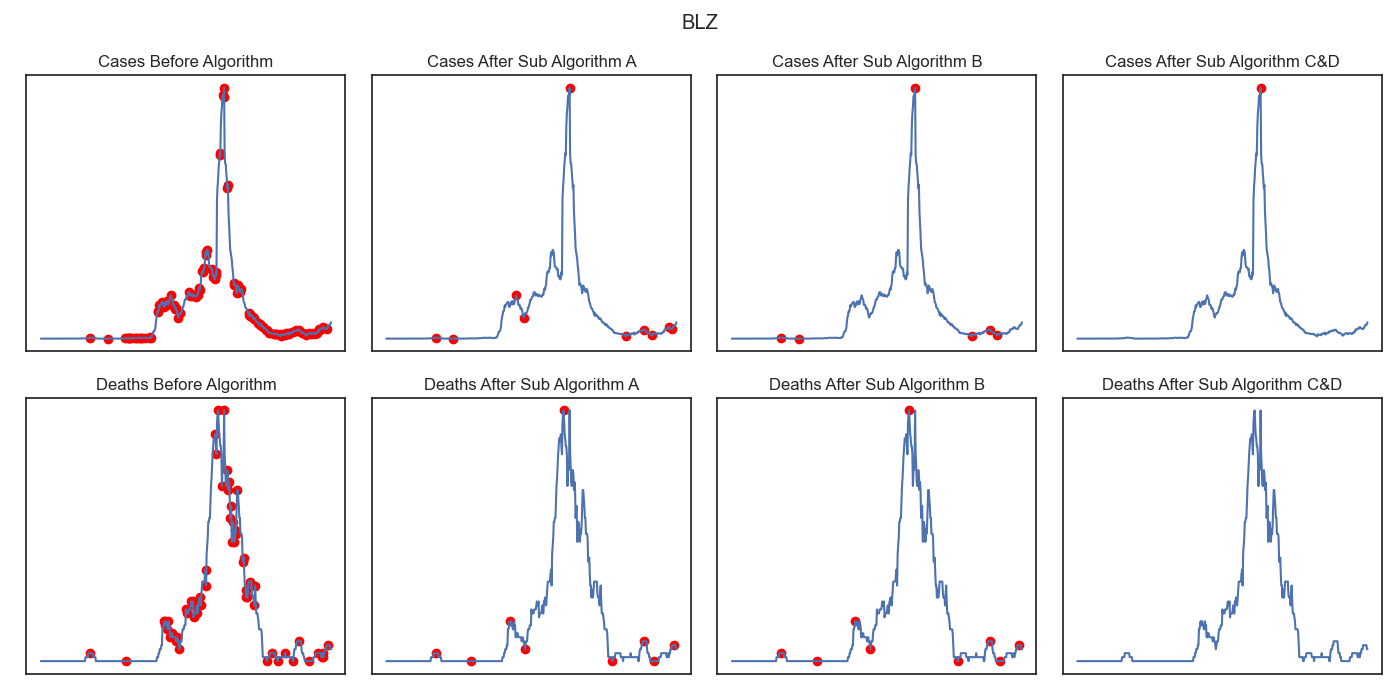 BLZ
Cases Before Algorithm
Cases After Sub Algorithm A
Cases After Sub Algorithm B
Cases After Sub Algorithm C&D
Deaths Before Algorithm
Deaths After Sub Algorithm A
Deaths After Sub Algorithm B
Deaths After Sub Algorithm C&D